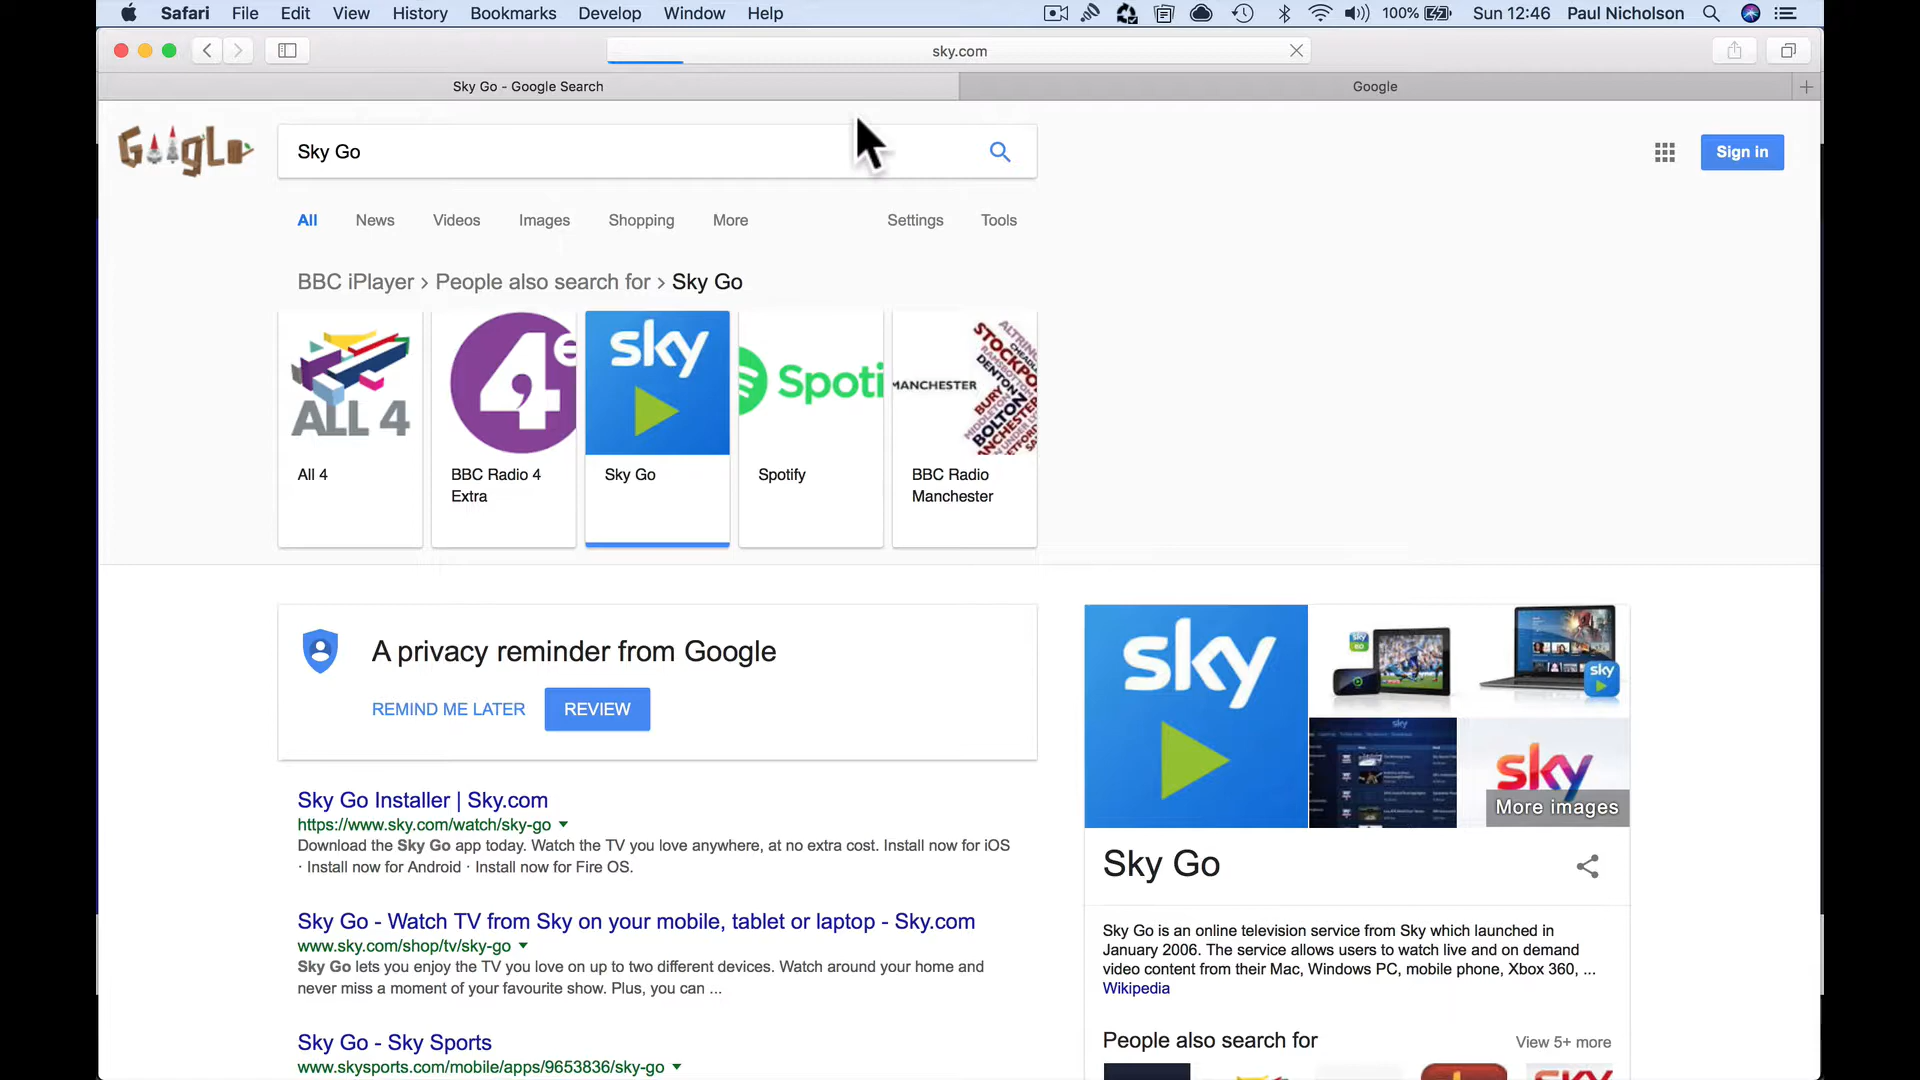 Safari File Edit View History Bookmarks Develop Window Help 100% Sun 12:46 Paul Nicholson
sky.com
Sky Go - Google Search
Google
Sky Go
Sign in
All News Videos Images Shopping More Settings Tools
BBC iPlayer › People also search for › Sky Go
ALL 4
4
e
sky
Spoti
MANCHESTER
STOCKPO
DENTON
BURY
BOLTON
All 4
BBC Radio 4
Extra
Sky Go
Spotify
BBC Radio
Manchester
A privacy reminder from Google
REMIND ME LATER REVIEW
Sky Go Installer | Sky.com
https://www.sky.com/watch/sky-go
Download the Sky Go app today. Watch the TV you love anywhere, at no extra cost. Install now for iOS
· Install now for Android · Install now for Fire OS.
Sky Go - Watch TV from Sky on your mobile, tablet or laptop - Sky.com
www.sky.com/shop/tv/sky-go
Sky Go lets you enjoy the TV you love on up to two different devices. Watch around your home and
never miss a moment of your favourite show. Plus, you can ...
Sky Go - Sky Sports
www.skysports.com/mobile/apps/9653836/sky-go
sky
sky
sky
sky
More images
Sky Go
Sky Go is an online television service from Sky which launched in
January 2006. The service allows users to watch live and on demand
video content from their Mac, Windows PC, mobile phone, Xbox 360, ...
Wikipedia
People also search for
View 5+ more
sky